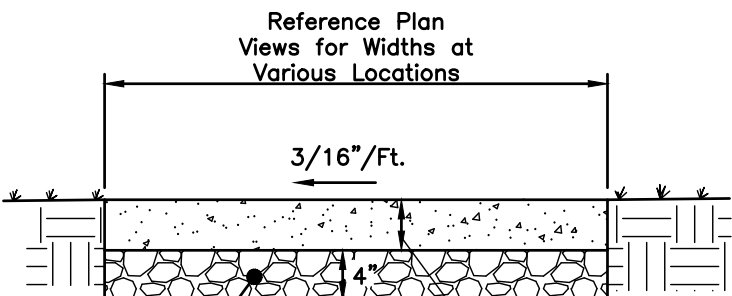 Reference Plan
Views for Widths at
Various Locations
3/16"/Ft.
4"